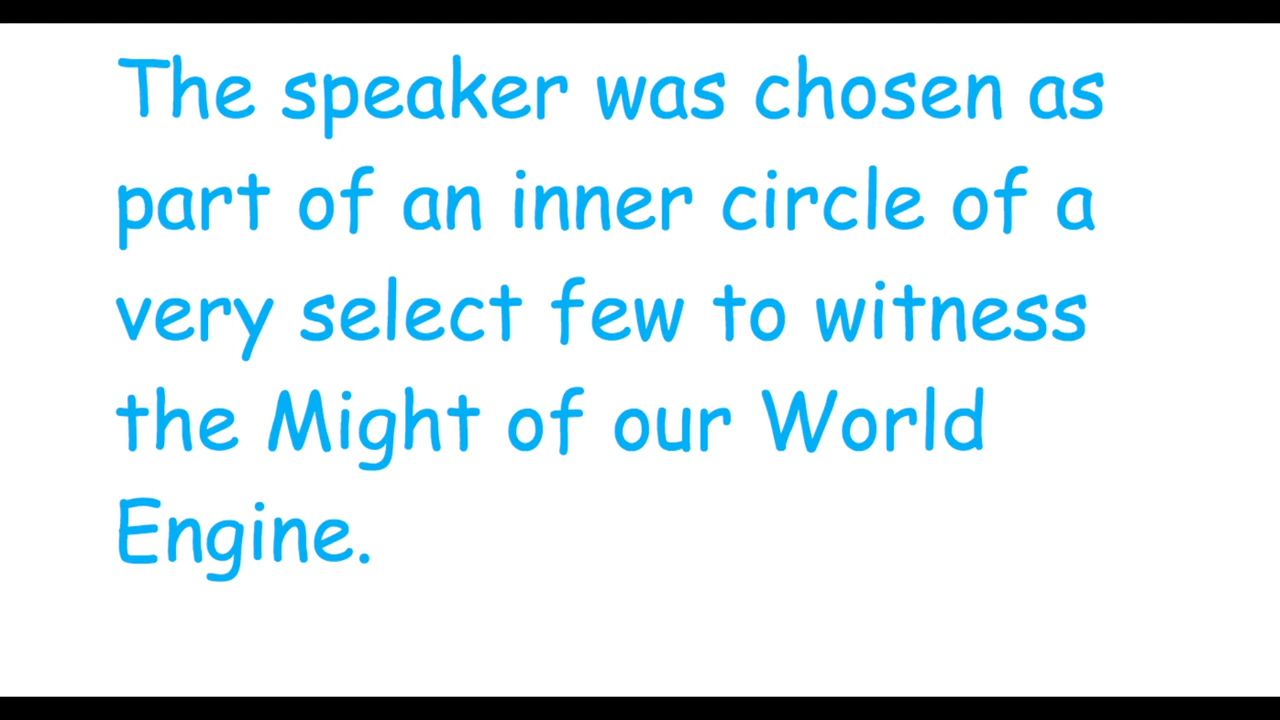 The speaker was chosen as
part of an inner circle of a
very select few to witness
the Might of our World
Engine.